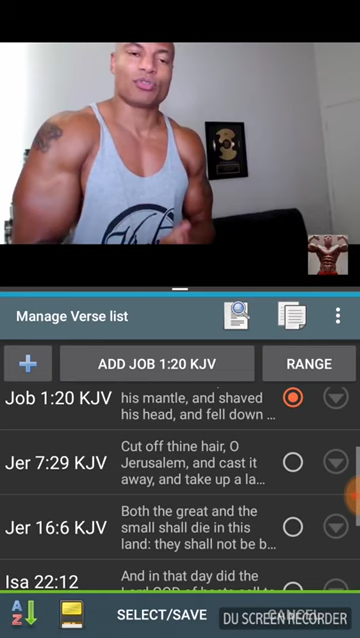 Manage Verse list
+ ADD JOB 1:20 KJV RANGE
Job 1:20 KJV
his mantle, and shaved
his head, and fell down ...
Jer 7:29 KJV
Cut off thine hair, O
Jerusalem, and cast it
away, and take up a la...
Jer 16:6 KJV
Both the great and the
small shall die in this
land: they shall not be b...
Isa 22:12
And in that day did the
A
Z
SELECT/SAVE
CANCEL
DU SCREEN RECORDER